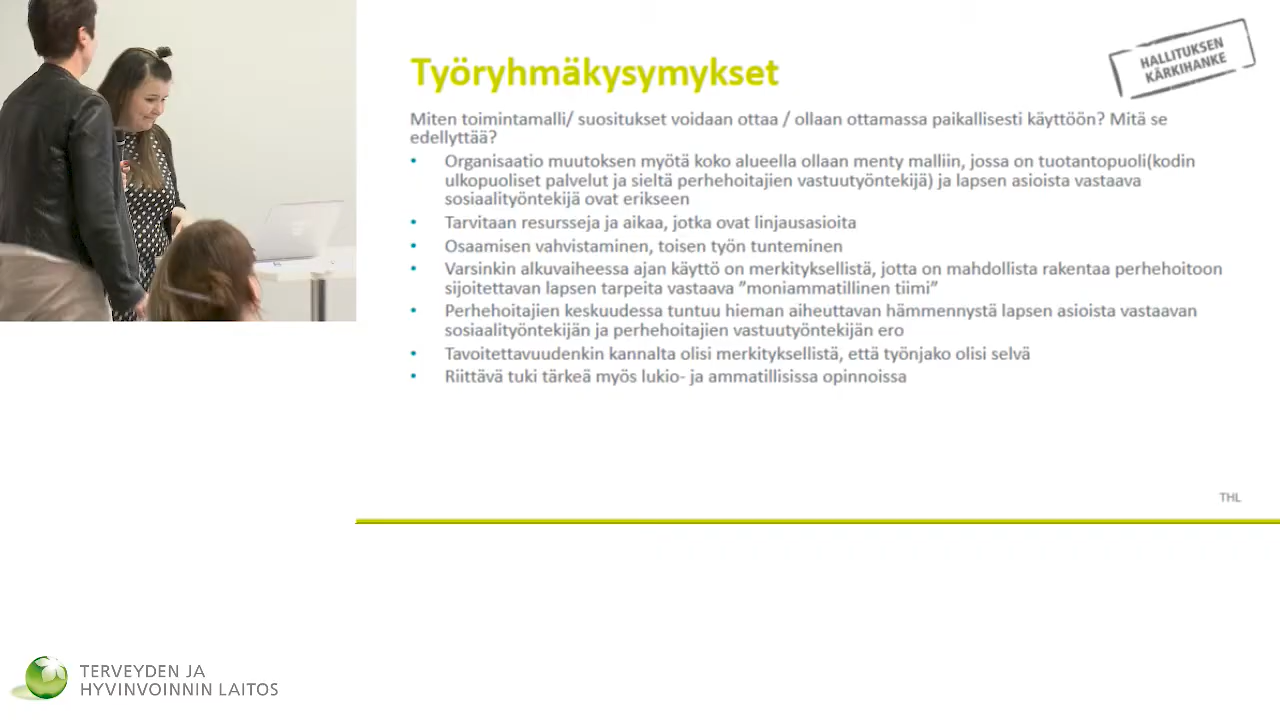 HALLITUKSEN
KÄRKIHANKE
Työryhmäkysymykset
Miten toimintamalli/ suositukset voidaan ottaa / ollaan ottamassa paikallisesti käyttöön? Mitä se
edellyttää?
• Organisaatio muutoksen myötä koko alueella ollaan menty malliin, jossa on tuotantopuoli(kodin
ulkopuoliset palvelut ja sieltä perhehoitajien vastuutyöntekijä) ja lapsen asioista vastaava
sosiaalityöntekijä ovat erikseen
• Tarvitaan resursseja ja aikaa, jotka ovat linjausasioita
• Osaamisen vahvistaminen, toisen työn tunteminen
• Varsinkin alkuvaiheessa ajan käyttö on merkityksellistä, jotta on mahdollista rakentaa perhehoitoon
sijoitettavan lapsen tarpeita vastaava ”moniammatillinen tiimi”
• Perhehoitajien keskuudessa tuntuu hieman aiheuttavan hämmennystä lapsen asioista vastaavan
sosiaalityöntekijän ja perhehoitajien vastuutyöntekijän ero
• Tavoitettavuudenkin kannalta olisi merkityksellistä, että työnjako olisi selvä
• Riittävä tuki tärkeä myös lukio- ja ammatillisissa opinnoissa
THL
TERVEYDEN JA
HYVINVOINNIN LAITOS